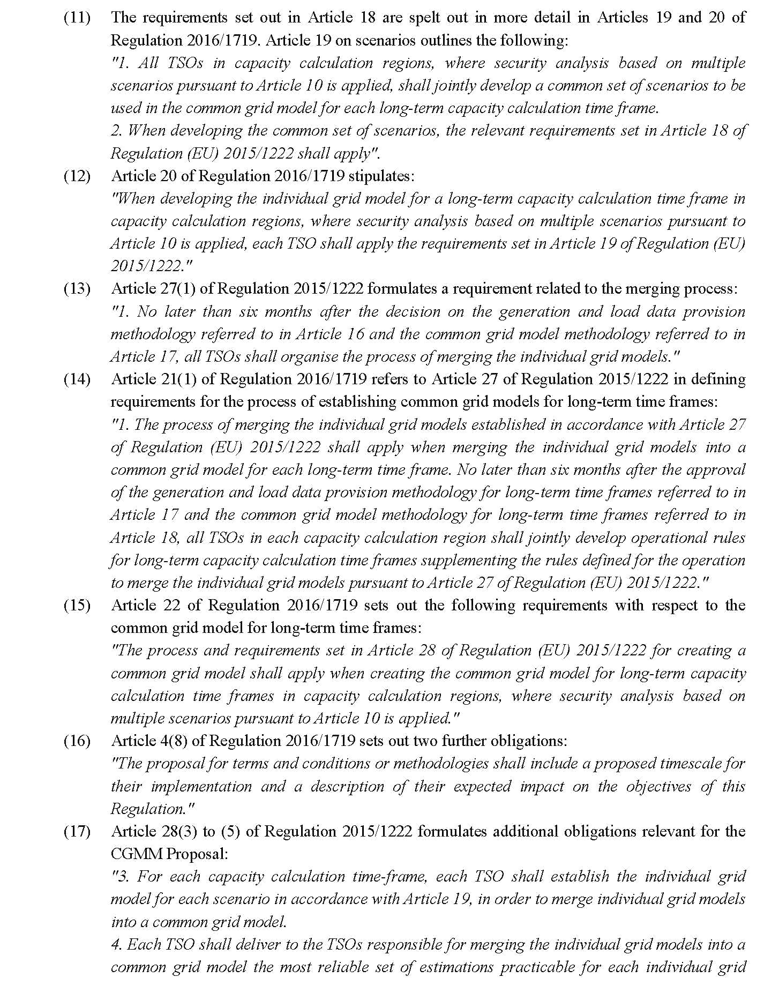 (11) The requirements set out in Article 18 are spelt out in more detail in Articles 19 and 20 of
Regulation 2016/1719. Article 19 on scenarios outlines the following:
"1. All TSOs in capacity calculation regions, where security analysis based on multiple
scenarios pursuant to Article 10 is applied, shall jointly develop a common set of scenarios to be
used in the common grid model for each long-term capacity calculation time frame.
2. When developing the common set of scenarios, the relevant requirements set in Article 18 of
Regulation (EU) 2015/1222 shall apply".
(12) Article 20 of Regulation 2016/1719 stipulates:
"When developing the individual grid model for a long-term capacity calculation time frame in
capacity calculation regions, where security analysis based on multiple scenarios pursuant to
Article 10 is applied, each TSO shall apply the requirements set in Article 19 of Regulation (EU)
2015/1222."
(13) Article 27(1) of Regulation 2015/1222 formulates a requirement related to the merging process:
"1. No later than six months after the decision on the generation and load data provision
methodology referred to in Article 16 and the common grid model methodology referred to in
Article 17, all TSOs shall organise the process of merging the individual grid models."
(14) Article 21(1) of Regulation 2016/1719 refers to Article 27 of Regulation 2015/1222 in defining
requirements for the process of establishing common grid models for long-term time frames:
"1. The process of merging the individual grid models established in accordance with Article 27
of Regulation (EU) 2015/1222 shall apply when merging the individual grid models into a
common grid model for each long-term time frame. No later than six months after the approval
of the generation and load data provision methodology for long-term time frames referred to in
Article 17 and the common grid model methodology for long-term time frames referred to in
Article 18, all TSOs in each capacity calculation region shall jointly develop operational rules
for long-term capacity calculation time frames supplementing the rules defined for the operation
to merge the individual grid models pursuant to Article 27 of Regulation (EU) 2015/1222."
(15) Article 22 of Regulation 2016/1719 sets out the following requirements with respect to the
common grid model for long-term time frames:
"The process and requirements set in Article 28 of Regulation (EU) 2015/1222 for creating a
common grid model shall apply when creating the common grid model for long-term capacity
calculation time frames in capacity calculation regions, where security analysis based on
multiple scenarios pursuant to Article 10 is applied."
(16) Article 4(8) of Regulation 2016/1719 sets out two further obligations:
"The proposal for terms and conditions or methodologies shall include a proposed timescale for
their implementation and a description of their expected impact on the objectives of this
Regulation."
(17) Article 28(3) to (5) of Regulation 2015/1222 formulates additional obligations relevant for the
CGMM Proposal:
"3. For each capacity calculation time-frame, each TSO shall establish the individual grid
model for each scenario in accordance with Article 19, in order to merge individual grid models
into a common grid model.
4. Each TSO shall deliver to the TSOs responsible for merging the individual grid models into a
common grid model the most reliable set of estimations practicable for each individual grid